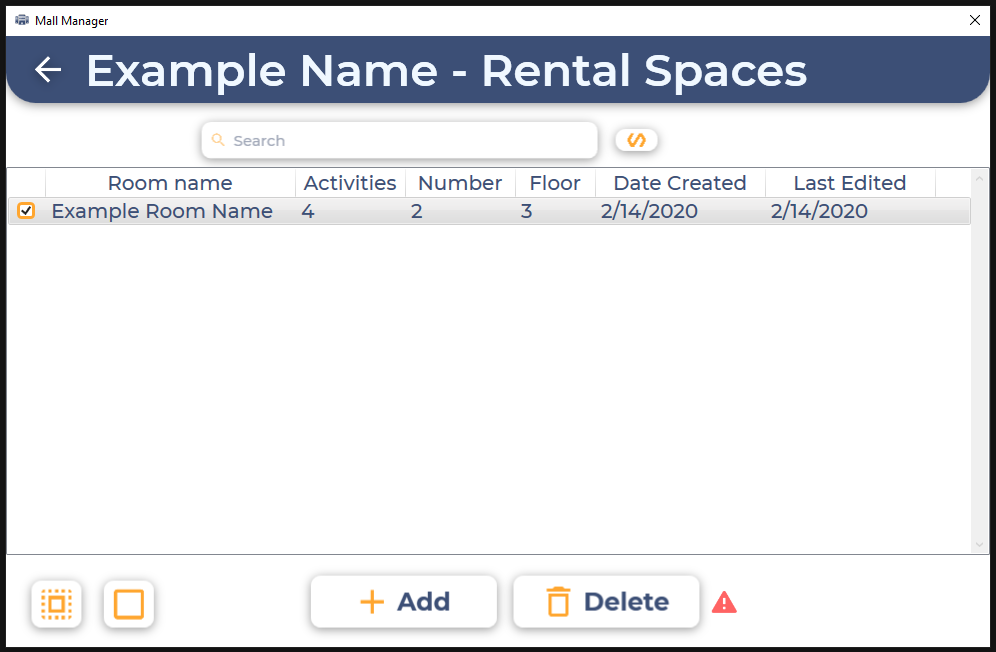 Mall Manager
Example Name - Rental Spaces
Search
Room name Activities Number Floor Date Created Last Edited
Example Room Name 4 2 3 2/14/2020 2/14/2020
Add Delete